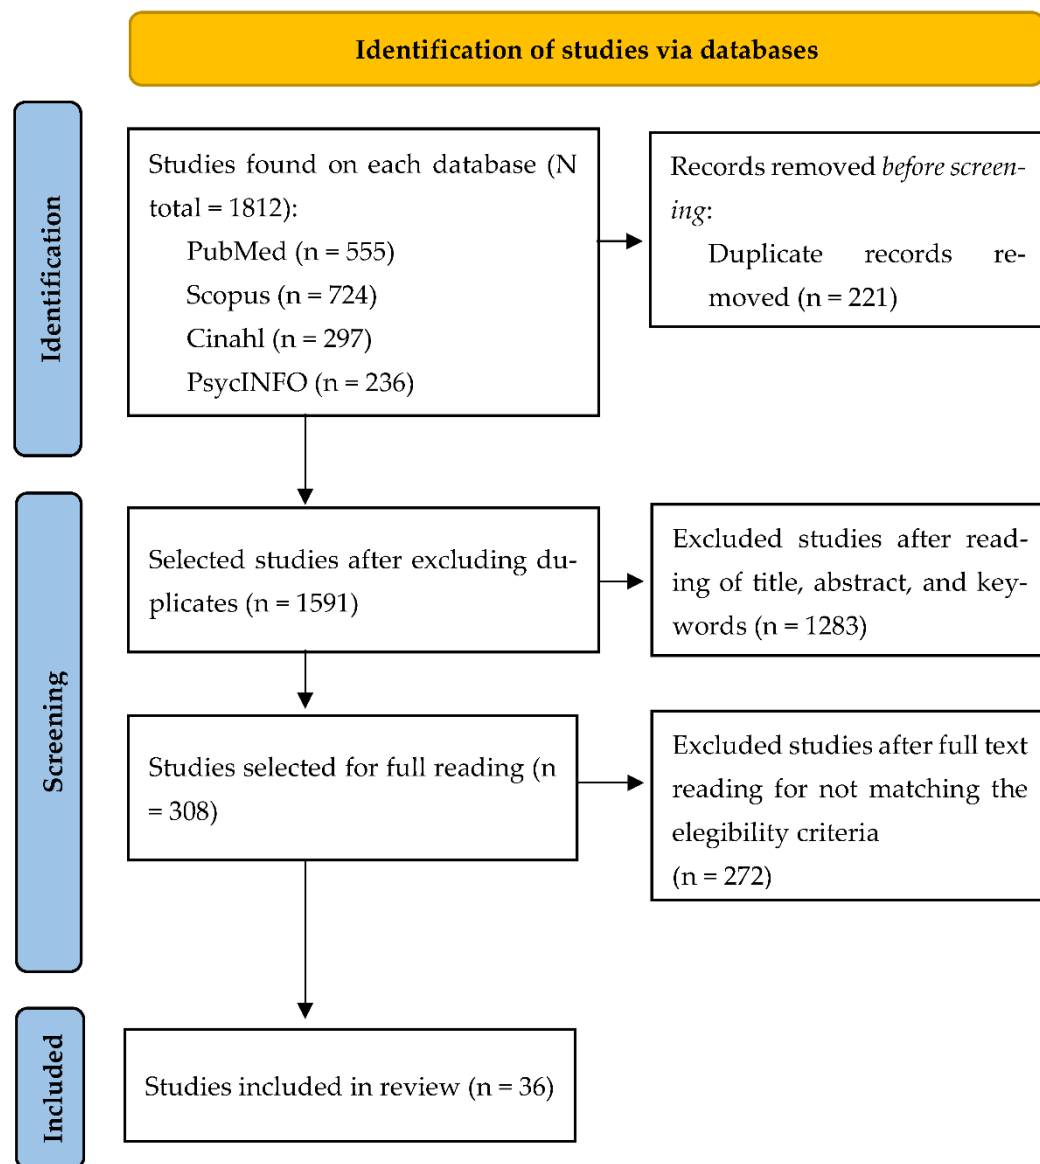 Identification of studies via databases
Identification
Studies found on each database (N
total = 1812):
PubMed (n = 555)
Scopus (n = 724)
Cinahl (n = 297)
PsycINFO (n = 236)
Records removed before screen-
ing:
Duplicate records re-
moved (n = 221)
Screening
Selected studies after excluding du-
plicates (n = 1591)
Excluded studies after read-
ing of title, abstract, and key-
words (n = 1283)
Studies selected for full reading (n
= 308)
Excluded studies after full text
reading for not matching the
elegibility criteria
(n = 272)
Included
Studies included in review (n = 36)